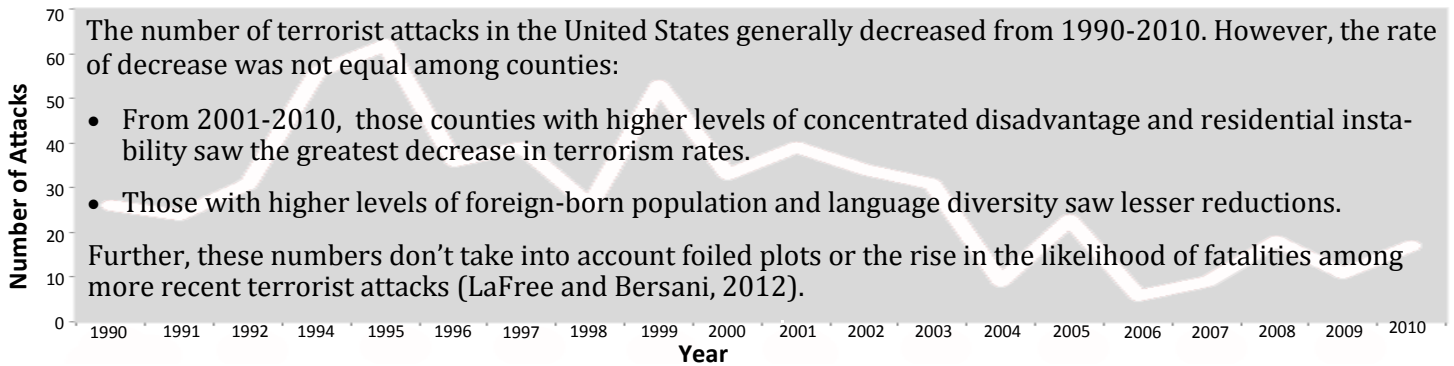 70
The number of terrorist attacks in the United States generally decreased from 1990-2010. However, the rate
60
of decrease was not equal among counties:
50
• From 2001-2010, those counties with higher levels of concentrated disadvantage and residential insta-
40
bility saw the greatest decrease in terrorism rates.
30
• Those with higher levels of foreign-born population and language diversity saw lesser reductions.
20
Further, these numbers don’t take into account foiled plots or the rise in the likelihood of fatalities among
10
more recent terrorist attacks (LaFree and Bersani, 2012).
0
Number of Attacks
1990 1991 1992 1994 1995 1996 1997 1998 1999 2000 2001 2002 2003 2004 2005 2006 2007 2008 2009 2010
Year